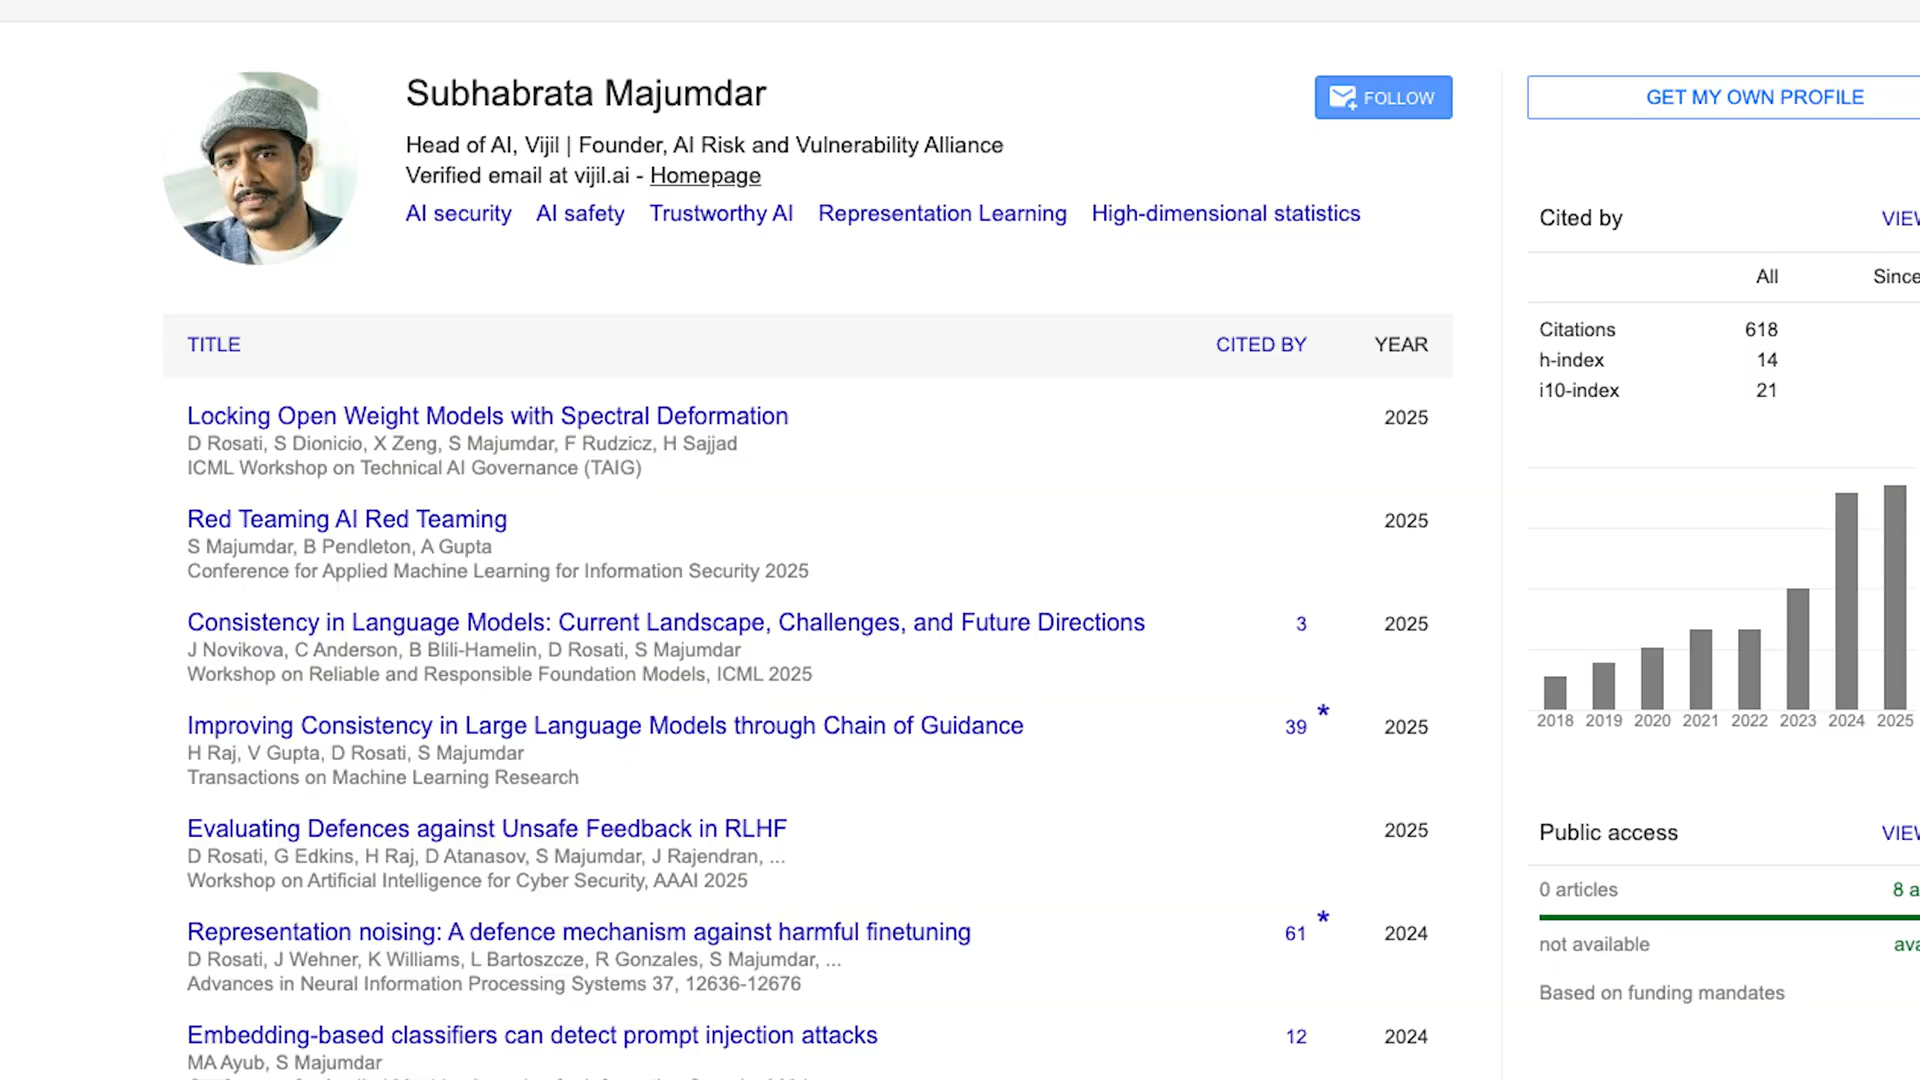 Subhabrata Majumdar
FOLLOW
GET MY OWN PROFILE
Head of AI, Vijil | Founder, AI Risk and Vulnerability Alliance
Verified email at vijil.ai - Homepage
AI security AI safety Trustworthy AI Representation Learning High-dimensional statistics
TITLE CITED BY YEAR
Locking Open Weight Models with Spectral Deformation 2025
D Rosati, S Dionicio, X Zeng, S Majumdar, F Rudzicz, H Sajjad
ICML Workshop on Technical AI Governance (TAIG)
Red Teaming AI Red Teaming 2025
S Majumdar, B Pendleton, A Gupta
Conference for Applied Machine Learning for Information Security 2025
Consistency in Language Models: Current Landscape, Challenges, and Future Directions 3 2025
J Novikova, C Anderson, B Blili-Hamelin, D Rosati, S Majumdar
Workshop on Reliable and Responsible Foundation Models, ICML 2025
Improving Consistency in Large Language Models through Chain of Guidance 39 * 2025
H Raj, V Gupta, D Rosati, S Majumdar
Transactions on Machine Learning Research
Evaluating Defences against Unsafe Feedback in RLHF 2025
D Rosati, G Edkins, H Raj, D Atanasov, S Majumdar, J Rajendran, ...
Workshop on Artificial Intelligence for Cyber Security, AAAI 2025
Representation noising: A defence mechanism against harmful finetuning 61 * 2024
D Rosati, J Wehner, K Williams, L Bartoszcze, R Gonzales, S Majumdar, ...
Advances in Neural Information Processing Systems 37, 12636-12676
Embedding-based classifiers can detect prompt injection attacks 12 2024
MA Ayub, S Majumdar
Cited by VIEW
All Since
Citations 618
h-index 14
i10-index 21
2018 2019 2020 2021 2022 2023 2024 2025
Public access VIEW
0 articles 8 a
not available ava
Based on funding mandates